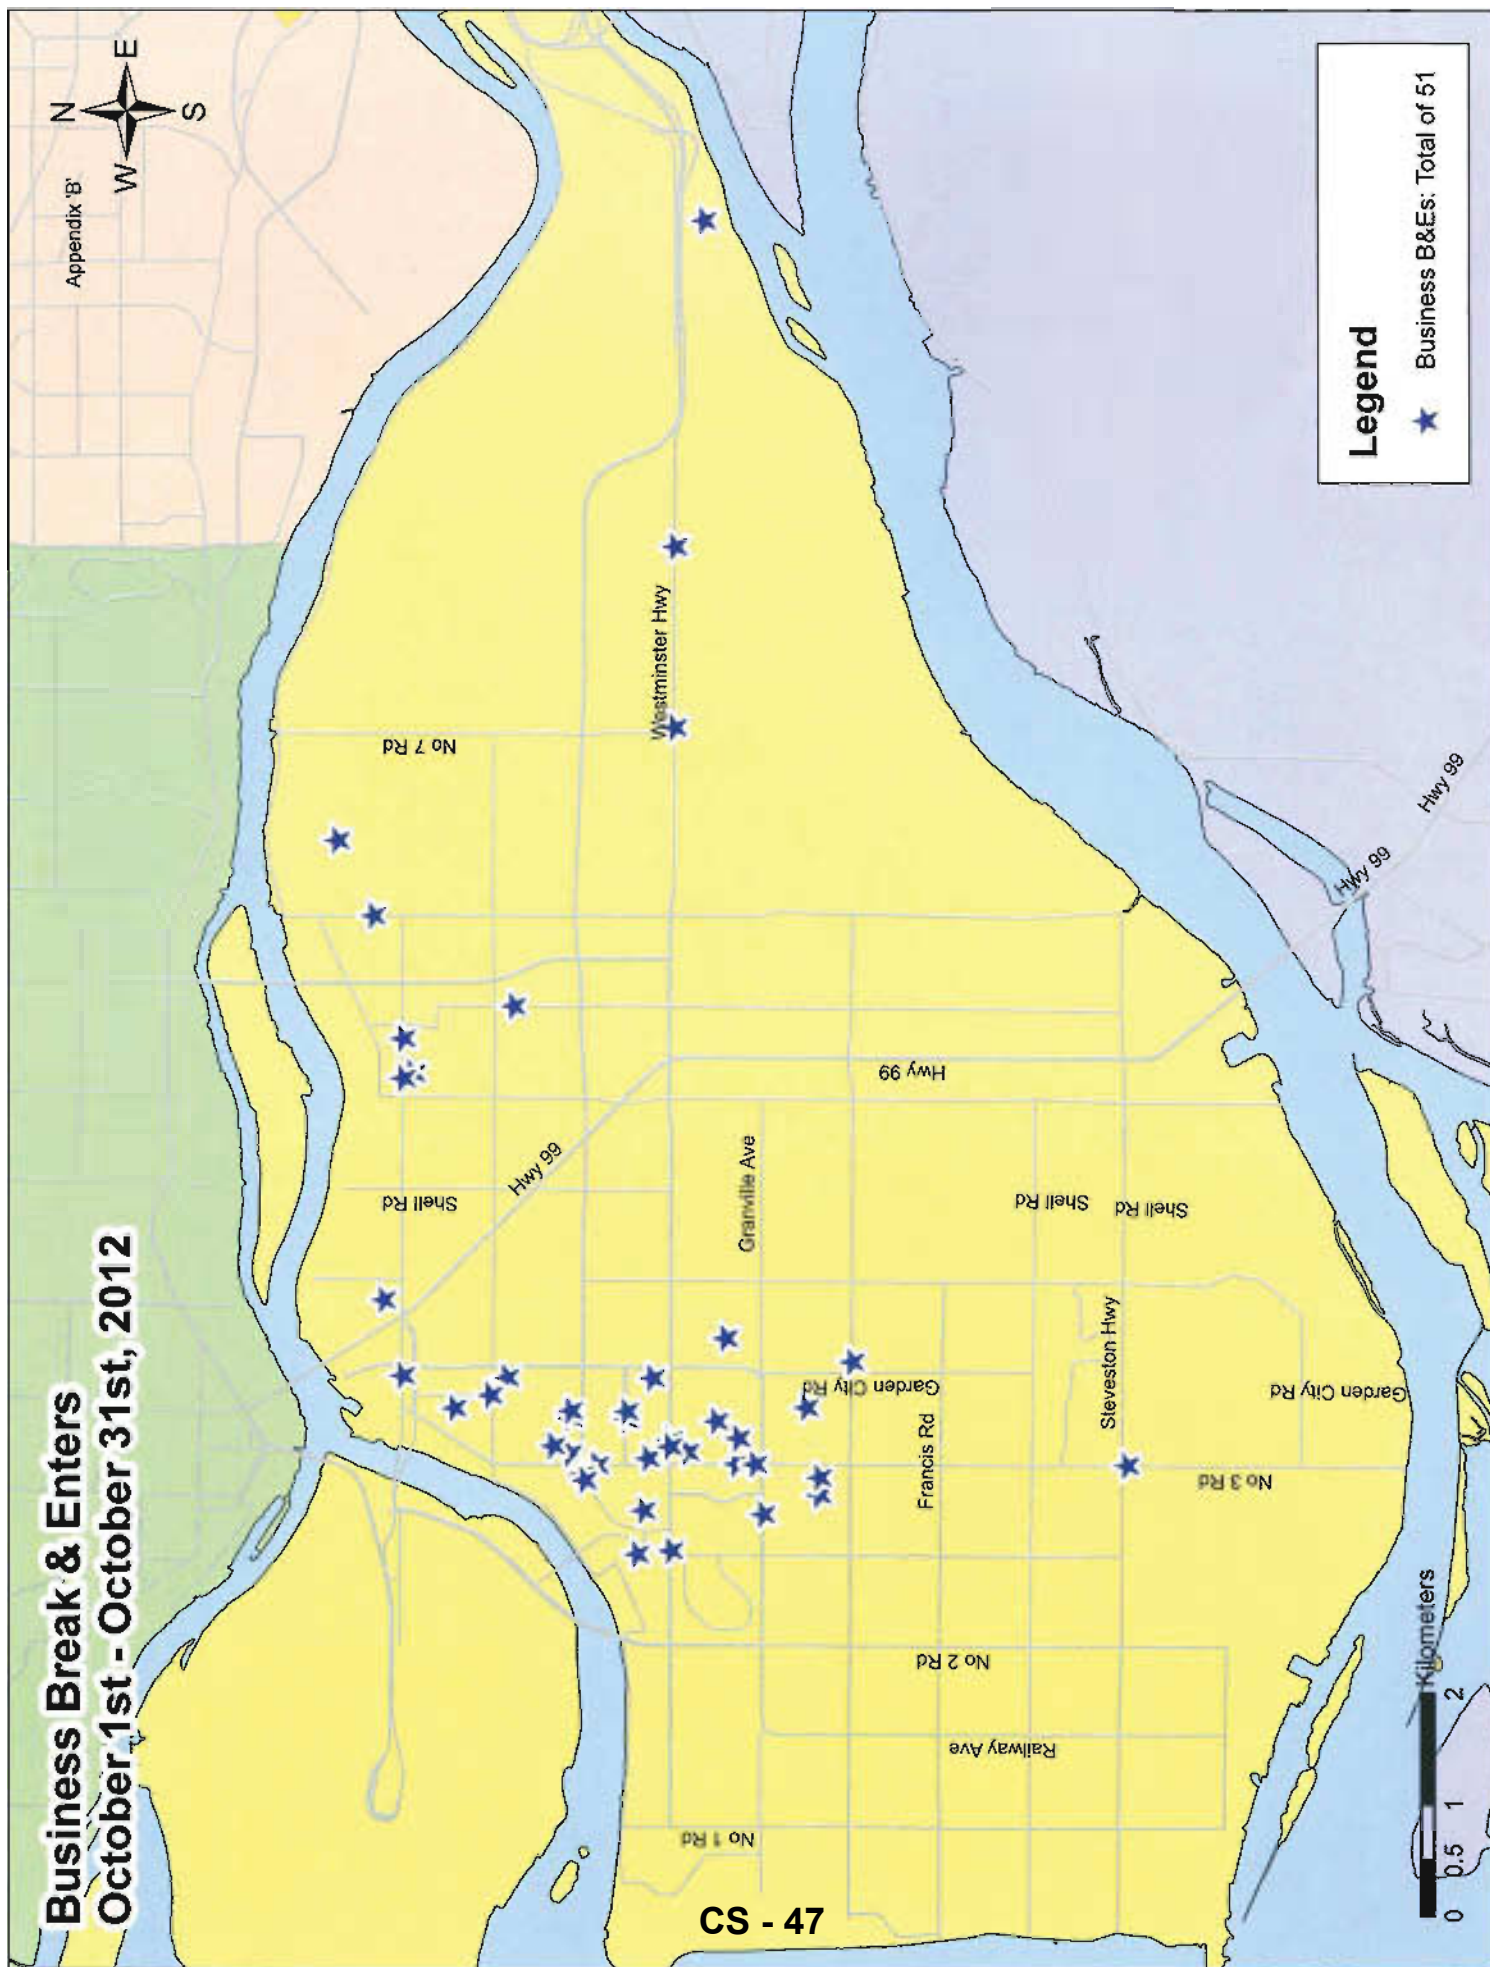 Business Break & Enters
October 1st - October 31st, 2012
Appendix 'B'
N
W
E
S
No 7 Rd
Westminster Hwy
Shell Rd
Hwy 99
Hwy 99
Granville Ave
Shell Rd
Shell Rd
Garden City Rd
Francis Rd
Steveston Hwy
Garden City Rd
No 3 Rd
No 2 Rd
Railway Ave
No 1 Rd
Hwy 99
Hwy 99
Legend
Business B&Es: Total of 51
0 0.5 1 2
Kilometers
CS - 47